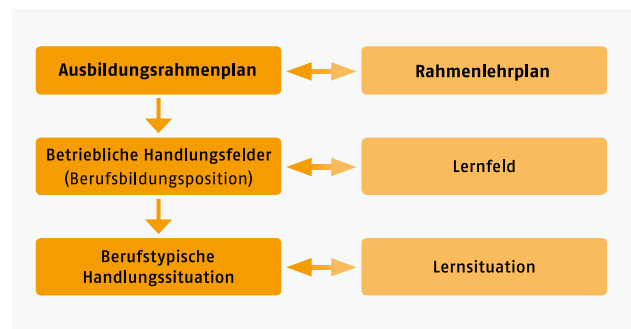 Ausbildungsrahmenplan
Rahmenlehrplan
Betriebliche Handlungsfelder
(Berufsbildungsposition)
Lernfeld
Berufstypische
Handlungssituation
Lernsituation